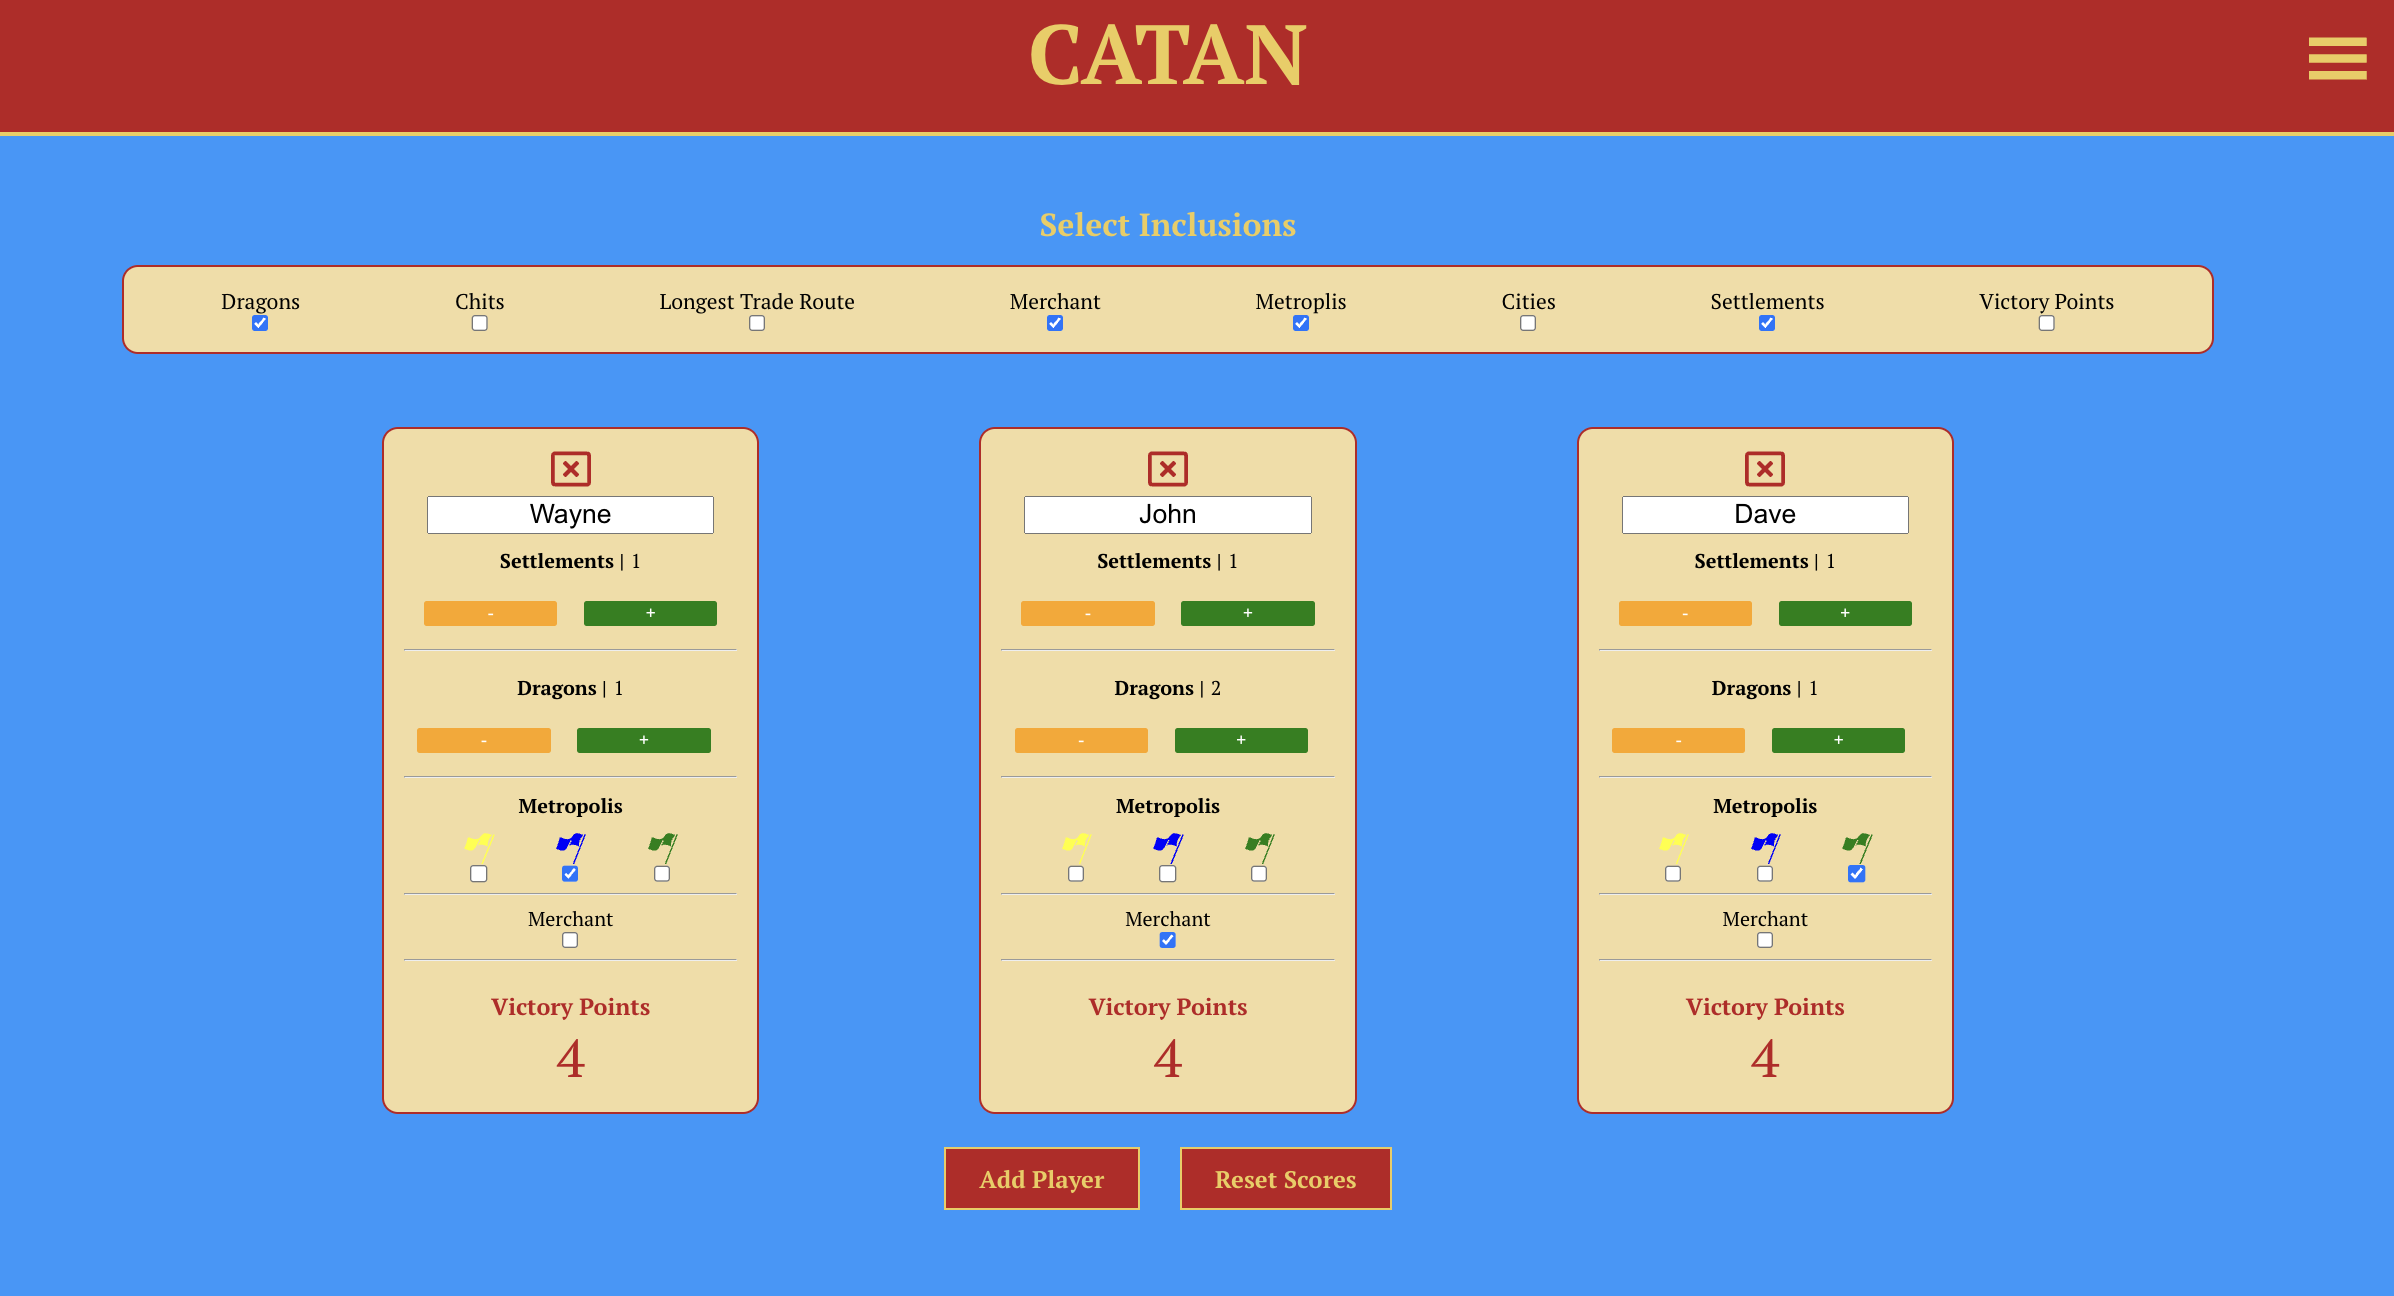 CATAN
Select Inclusions
Dragons Chits Longest Trade Route Merchant Metroplis Cities Settlements Victory Points
Wayne
Settlements | 1
- +
Dragons | 1
- +
Metropolis
Merchant
Victory Points
4
John
Settlements | 1
- +
Dragons | 2
- +
Metropolis
Merchant
Victory Points
4
Dave
Settlements | 1
- +
Dragons | 1
- +
Metropolis
Merchant
Victory Points
4
Add Player Reset Scores